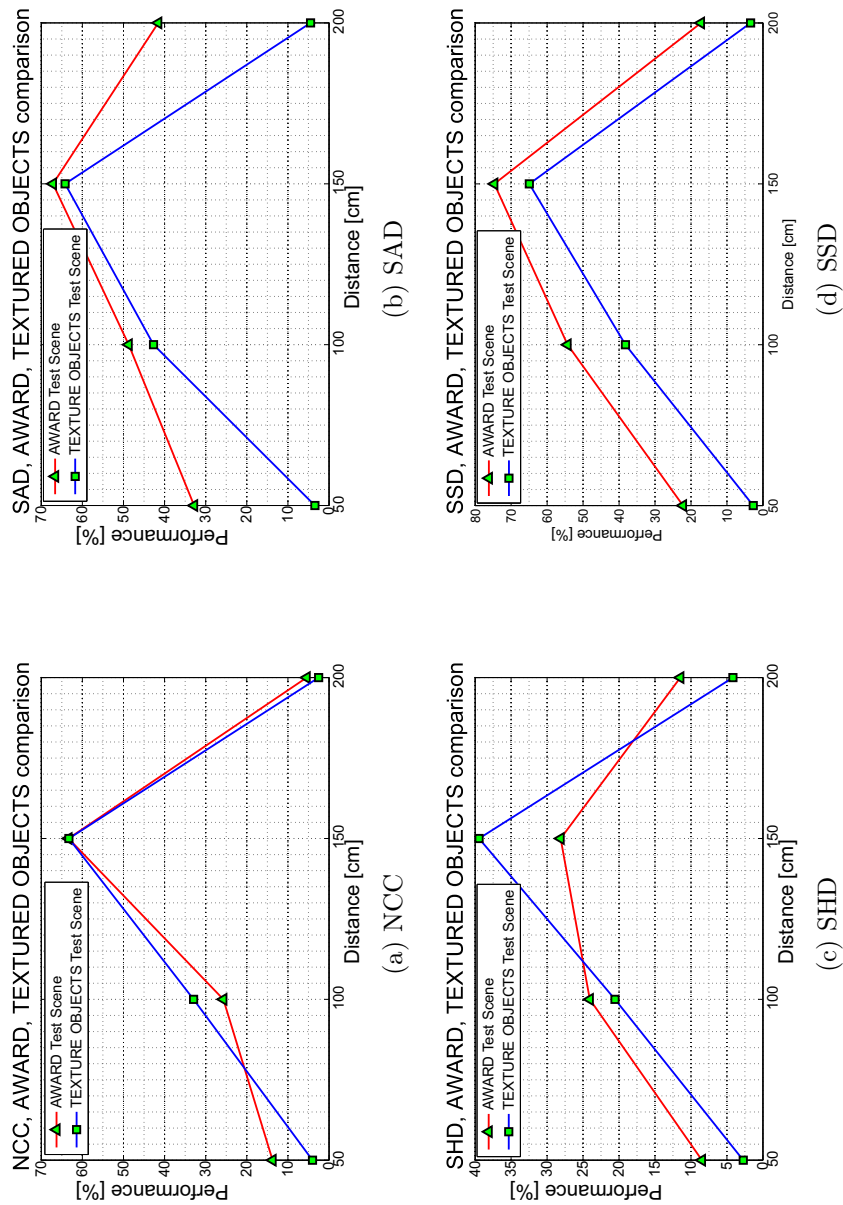 NCC, AWARD, TEXTURED OBJECTS comparison
AWARD Test Scene
TEXTURE OBJECTS Test Scene
Performance [%]
70
60
50
40
30
20
10
0
50
100
150
200
Distance [cm]
(a) NCC
SAD, AWARD, TEXTURED OBJECTS comparison
AWARD Test Scene
TEXTURE OBJECTS Test Scene
Performance [%]
70
60
50
40
30
20
10
0
50
100
150
200
Distance [cm]
(b) SAD
SHD, AWARD, TEXTURED OBJECTS comparison
AWARD Test Scene
TEXTURE OBJECTS Test Scene
Performance [%]
40
35
30
25
20
15
10
5
0
50
100
150
200
Distance [cm]
(c) SHD
SSD, AWARD, TEXTURED OBJECTS comparison
AWARD Test Scene
TEXTURE OBJECTS Test Scene
Performance [%]
80
70
60
50
40
30
20
10
0
50
100
150
200
Distance [cm]
(d) SSD